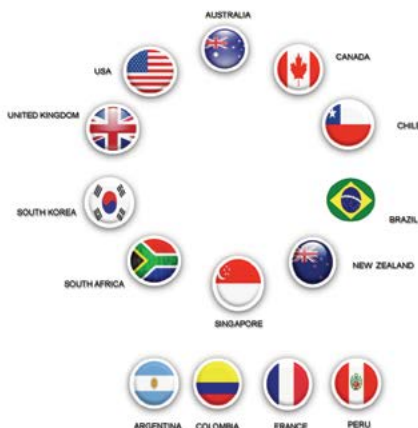 AUSTRALIA
USA
CANADA
UNITED KINGDOM
CHILE
SOUTH KOREA
BRAZIL
SOUTH AFRICA
NEW ZEALAND
SINGAPORE
ARGENTINA COLOMBIA FRANCE PERU